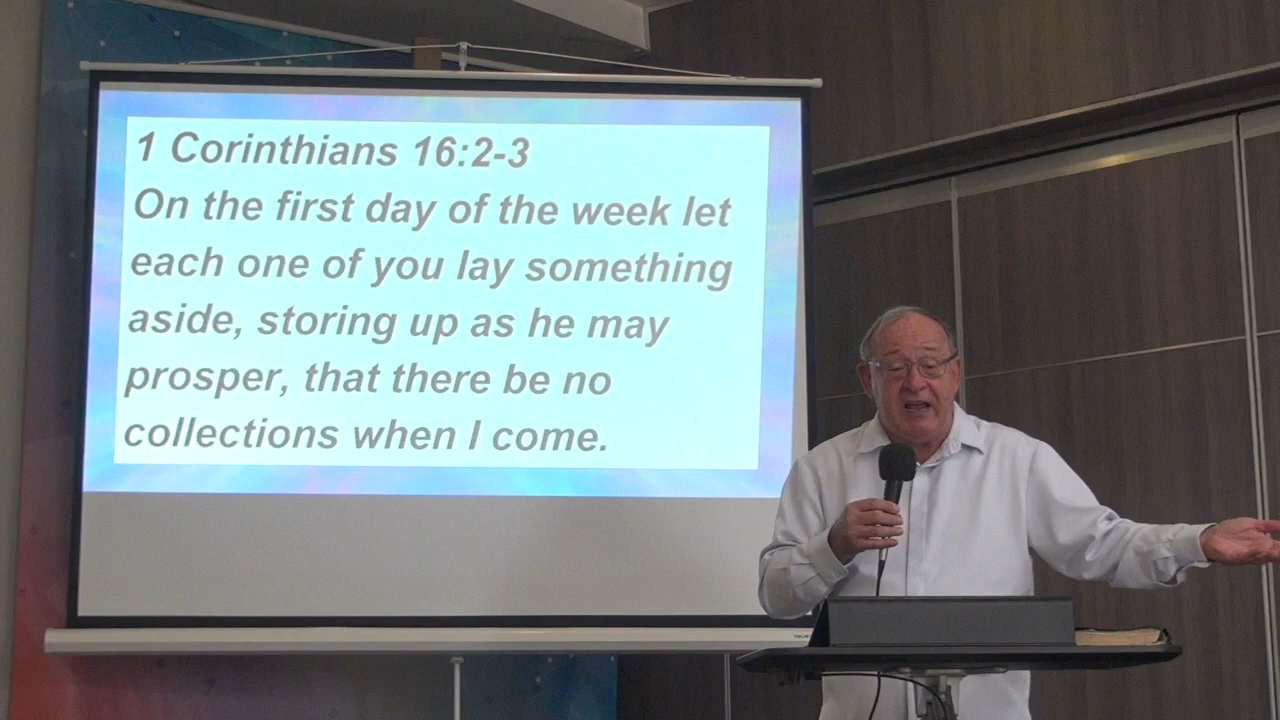 1 Corinthians 16:2-3
On the first day of the week let
each one of you lay something
aside, storing up as he may
prosper, that there be no
collections when I come.